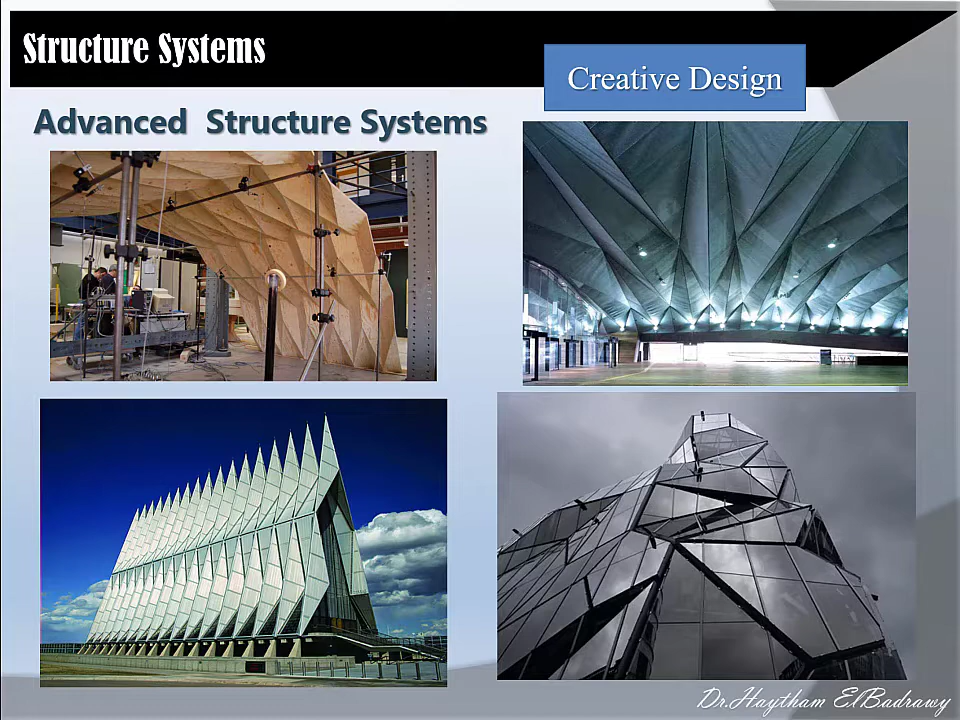 Structure Systems
Creative Design
Advanced Structure Systems
Dr.Haytham ElBadrawy